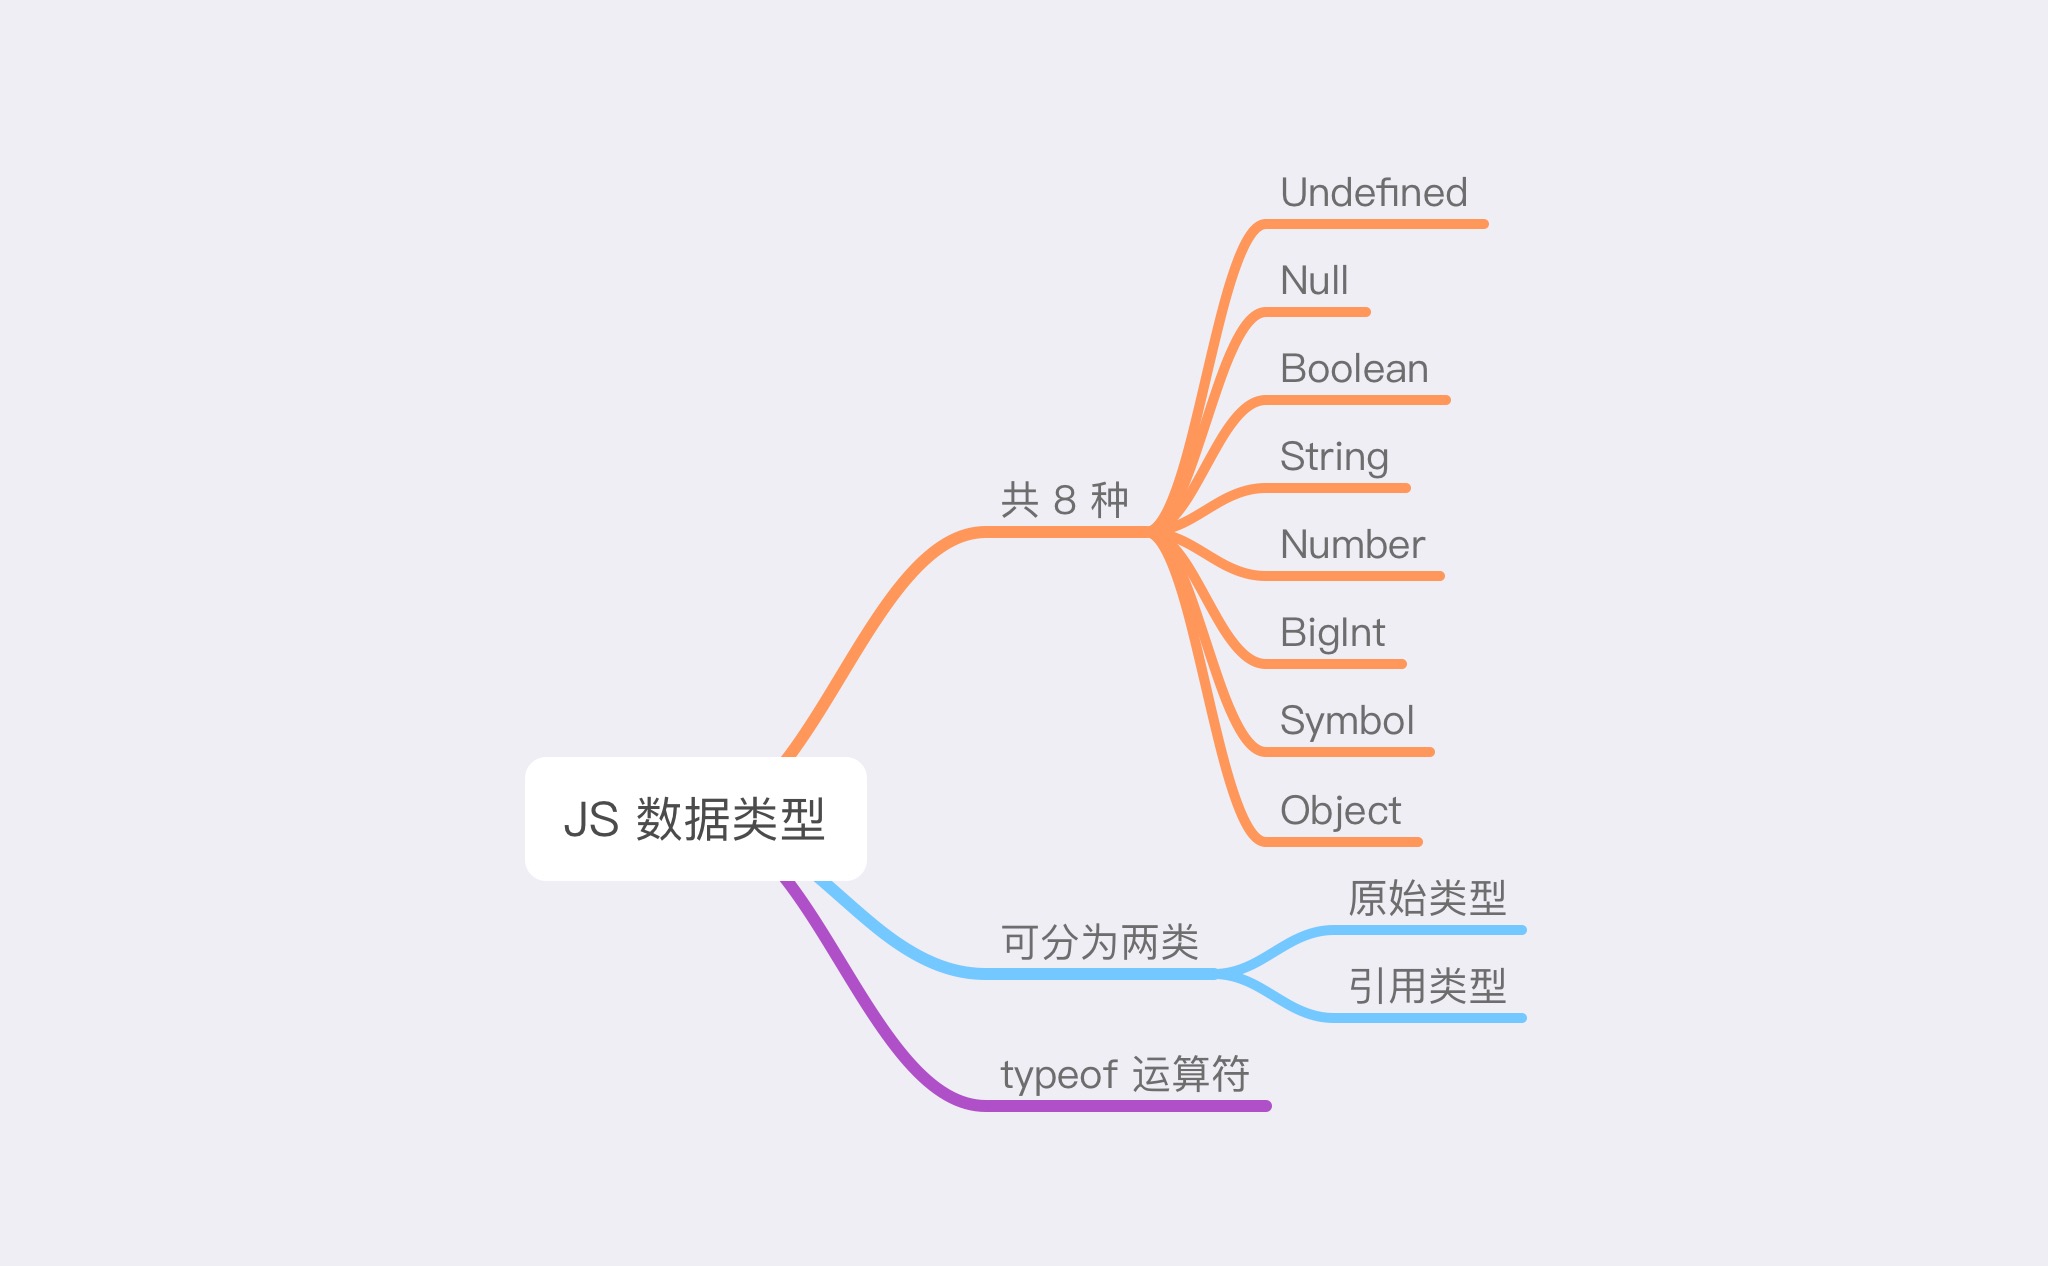 JS 数据类型
共 8 种
Undefined
Null
Boolean
String
Number
BigInt
Symbol
Object
可分为两类
原始类型
引用类型
typeof 运算符